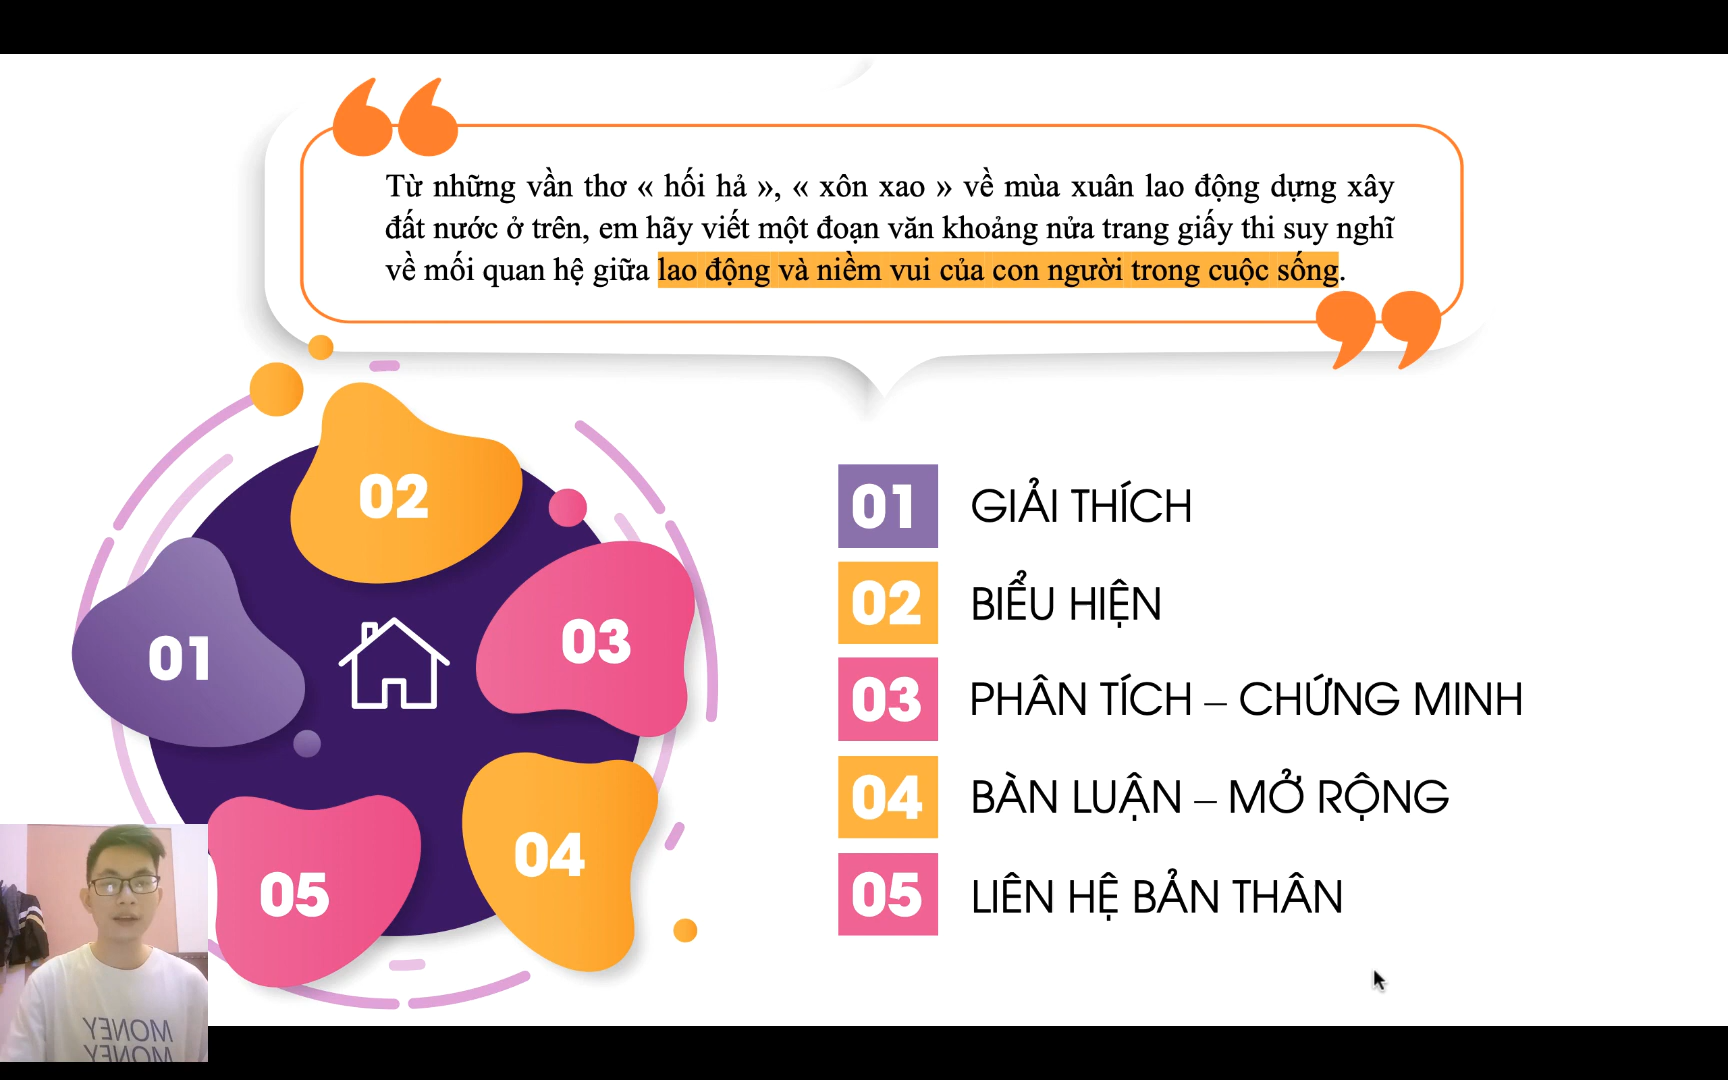 Từ những vần thơ « hối hả », « xôn xao » về mùa xuân lao động dựng xây
đất nước ở trên, em hãy viết một đoạn văn khoảng nửa trang giấy thi suy nghĩ
về mối quan hệ giữa lao động và niềm vui của con người trong cuộc sống.
02
01
03
04
05
01 GIẢI THÍCH
02 BIỂU HIỆN
03 PHÂN TÍCH – CHỨNG MINH
04 BÀN LUẬN – MỞ RỘNG
05 LIÊN HỆ BẢN THÂN
MONEY
MONEY